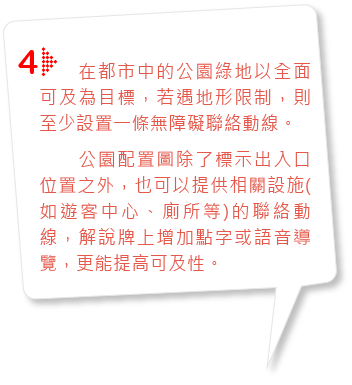 4
在都市中的公園綠地以全面
可及為目標，若遇地形限制，則
至少設置一條無障礙聯絡動線。
公園配置圖除了標示出入口
位置之外，也可以提供相關設施(
如遊客中心、廁所等)的聯絡動
線，解說牌上增加點字或語音導
覽，更能提高可及性。